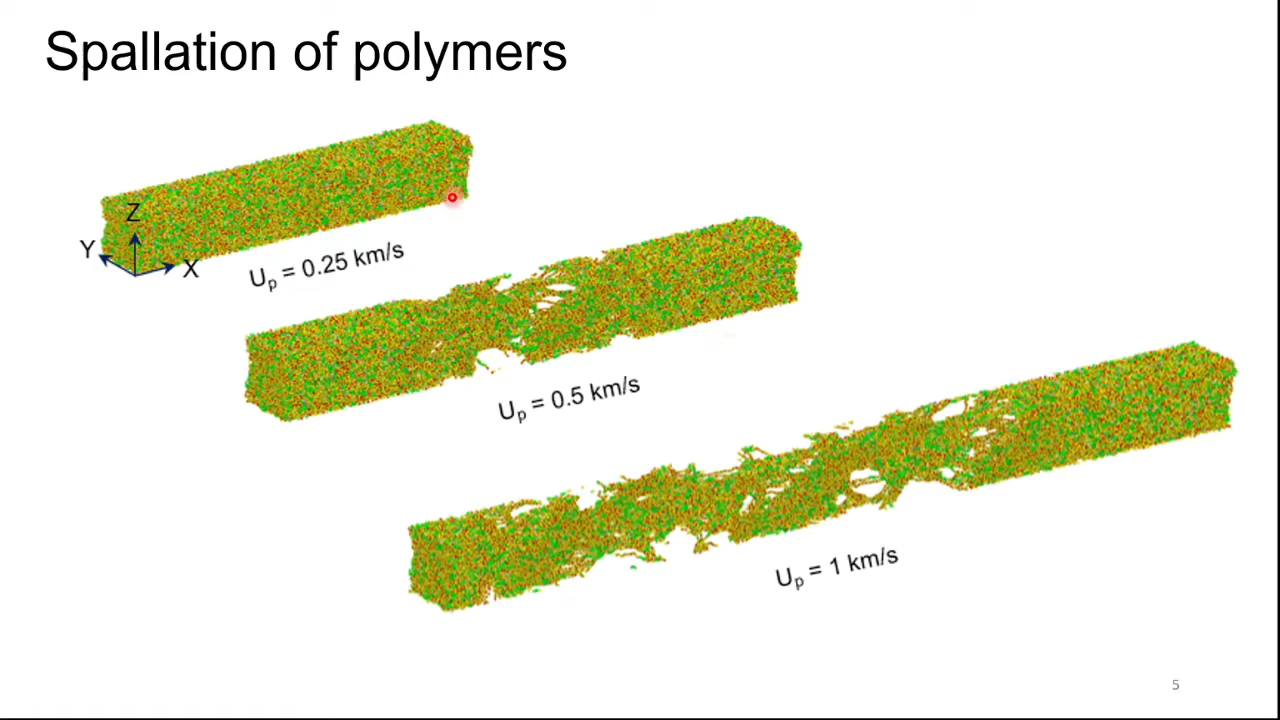 Spallation of polymers
Z
Y
X
Up = 0.25 km/s
Up = 0.5 km/s
Up = 1 km/s
5